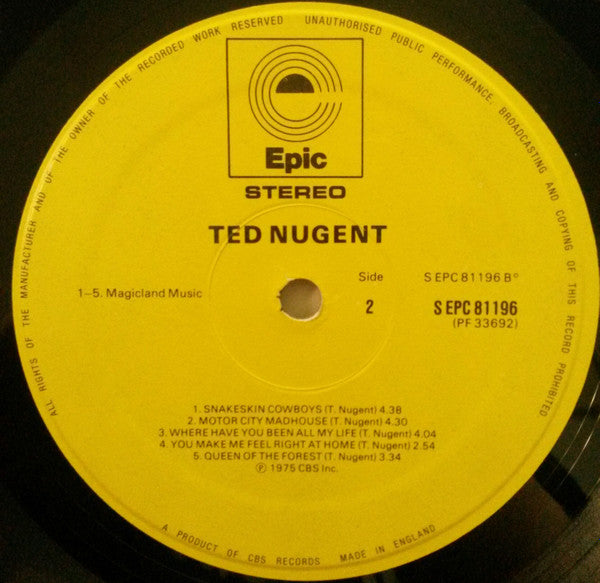 ALL RIGHTS OF THE MANUFACTURER AND OF THE OWNER OF THE RECORDED WORK RESERVED UNAUTHORISED PUBLIC PERFORMANCE BROADCASTING AND COPYING OF THIS RECORD PROHIBITED
Epic
STEREO
TED NUGENT
1–5. Magicland Music
Side
2
S EPC 81196 B°
S EPC 81196
(PF 33692)
1. SNAKESKIN COWBOYS (T. Nugent) 4.38
2. MOTOR CITY MADHOUSE (T. Nugent) 4.30
3. WHERE HAVE YOU BEEN ALL MY LIFE (T. Nugent) 4.04
4. YOU MAKE ME FEEL RIGHT AT HOME (T. Nugent) 2.54
5. QUEEN OF THE FOREST (T. Nugent) 3.34
℗ 1975 CBS Inc.
A PRODUCT OF CBS RECORDS MADE IN ENGLAND